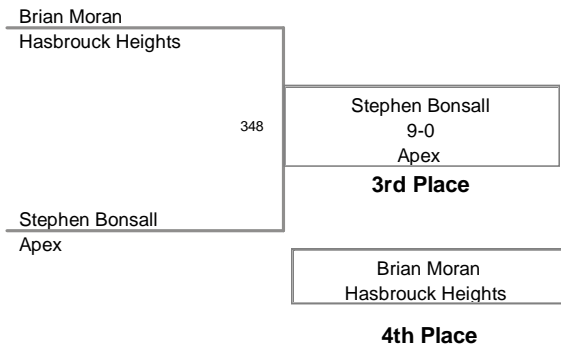 Brian Moran
Hasbrouck Heights
348
Stephen Bonsall
9-0
Apex
3rd Place
Stephen Bonsall
Apex
Brian Moran
Hasbrouck Heights
4th Place